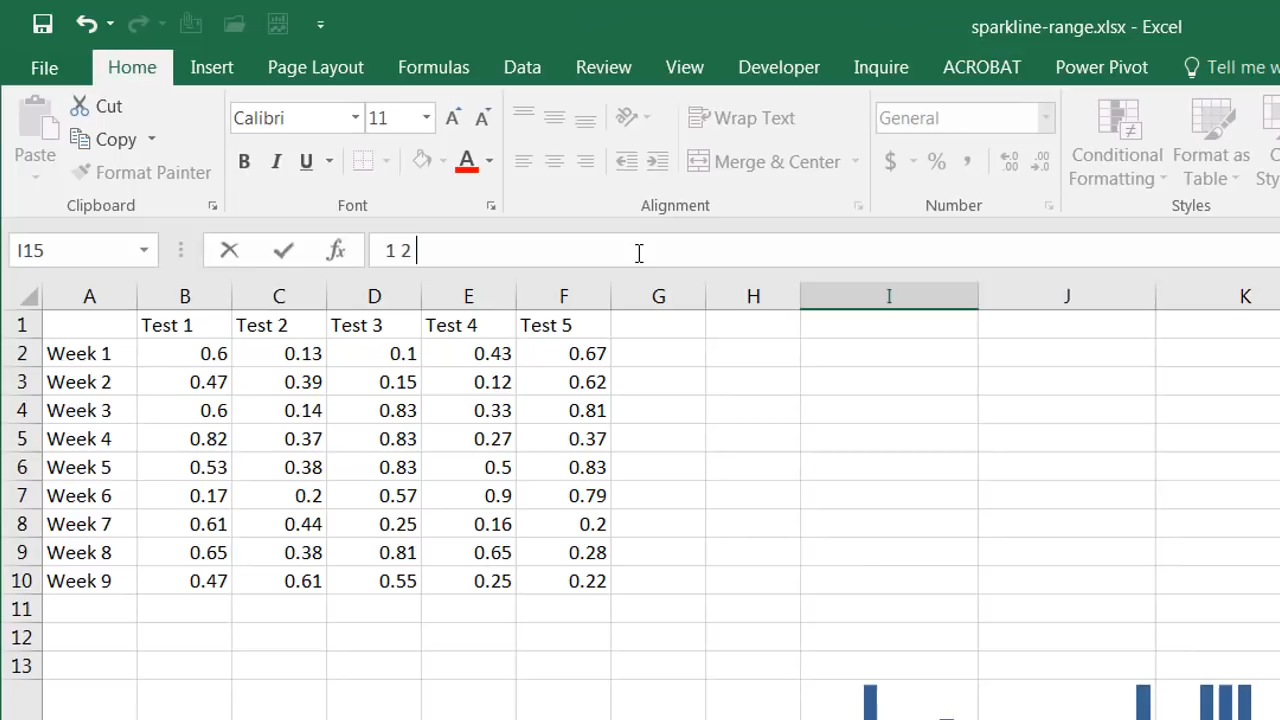 sparkline-range.xlsx - Excel
File Home Insert Page Layout Formulas Data Review View Developer Inquire ACROBAT Power Pivot Tell me w
Paste
Cut
Copy
Format Painter
Clipboard
Calibri 11 A A
B I U A
Font
Wrap Text
Merge & Center
Alignment
General
$ % , .0 .00 .00 .0
Number
Conditional Formatting
Format as Table
Styles
I15 fx 1 2
A B C D E F G H I J K
1 Test 1 Test 2 Test 3 Test 4 Test 5
2 Week 1 0.6 0.13 0.1 0.43 0.67
3 Week 2 0.47 0.39 0.15 0.12 0.62
4 Week 3 0.6 0.14 0.83 0.33 0.81
5 Week 4 0.82 0.37 0.83 0.27 0.37
6 Week 5 0.53 0.38 0.83 0.5 0.83
7 Week 6 0.17 0.2 0.57 0.9 0.79
8 Week 7 0.61 0.44 0.25 0.16 0.2
9 Week 8 0.65 0.38 0.81 0.65 0.28
10 Week 9 0.47 0.61 0.55 0.25 0.22
11
12
13